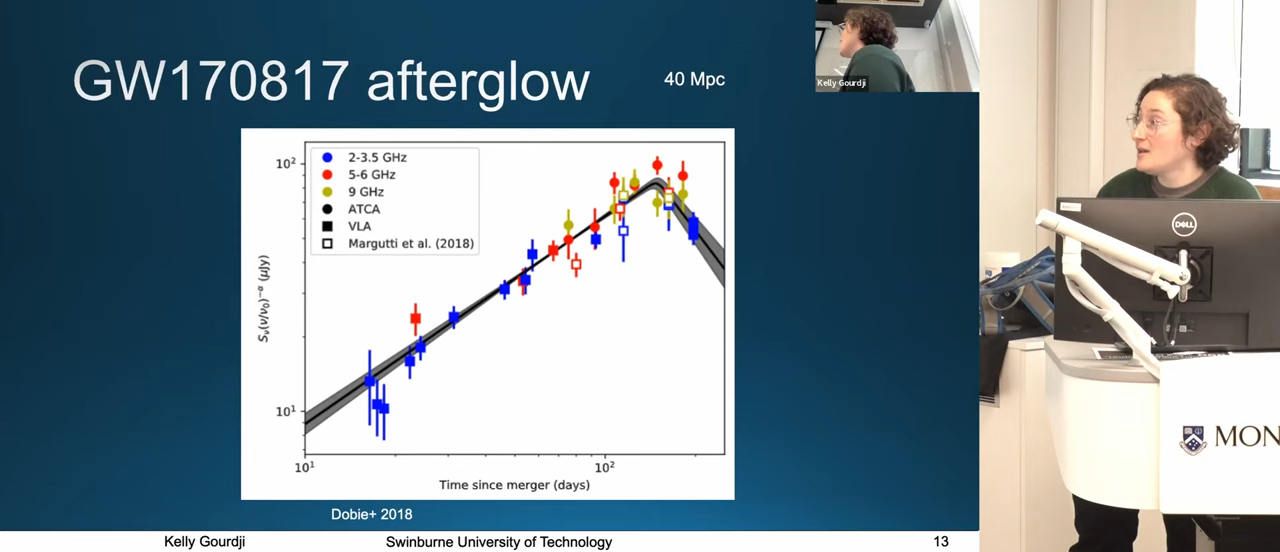 GW170817 afterglow
40 Mpc
Kelly Gourdji
2-3.5 GHz
5-6 GHz
9 GHz
ATCA
VLA
Margutti et al. (2018)
10²
10¹
Sν(ν/ν₀)⁻ᵅ (μJy)
10¹
10²
Time since merger (days)
Dobie+ 2018
Kelly Gourdji
Swinburne University of Technology
13
DELL
MON